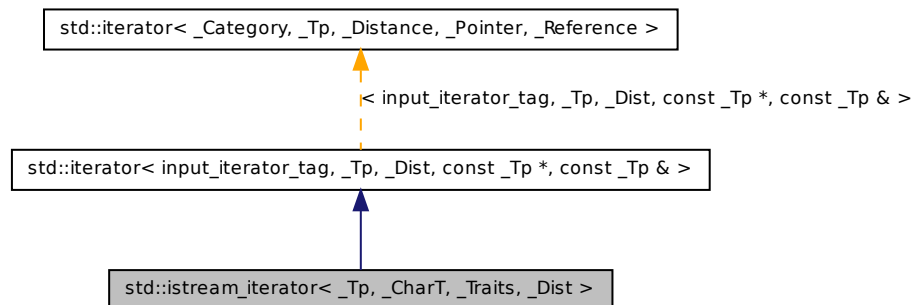 std::iterator< _Category, _Tp, _Distance, _Pointer, _Reference >
< input_iterator_tag, _Tp, _Dist, const _Tp *, const _Tp & >
std::iterator< input_iterator_tag, _Tp, _Dist, const _Tp *, const _Tp & >
std::istream_iterator< _Tp, _CharT, _Traits, _Dist >